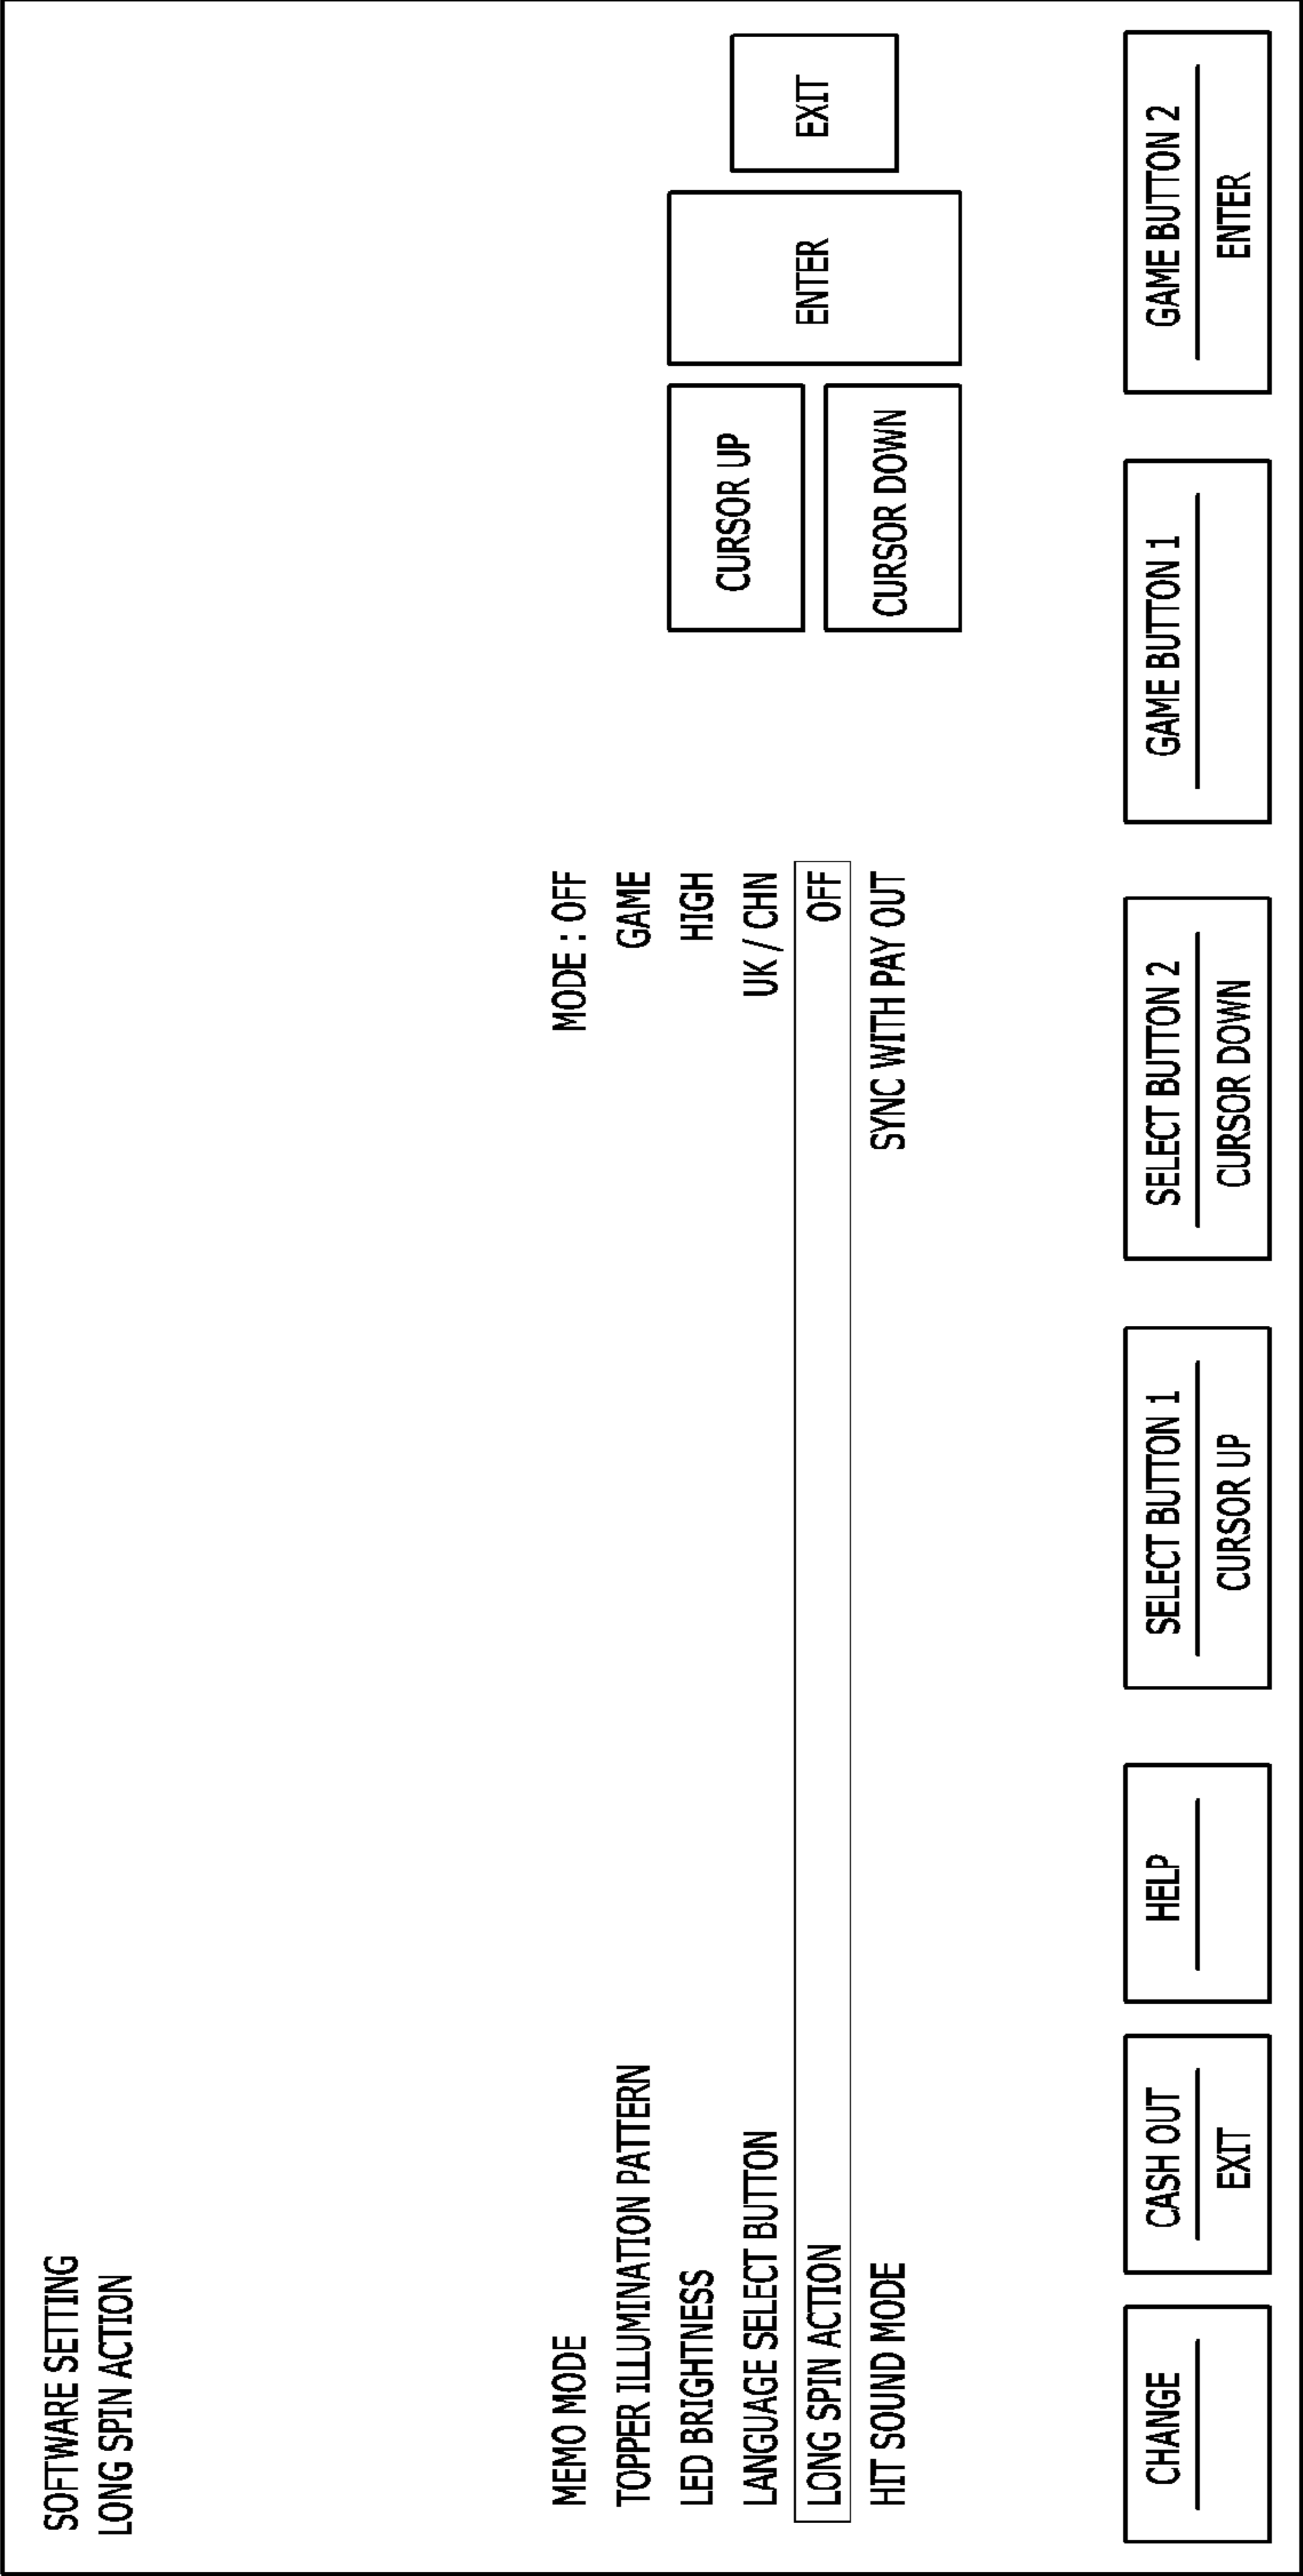 SOFTWARE SETTING
LONG SPIN ACTION
MEMO MODE MODE : OFF
TOPPER ILLUMINATION PATTERN GAME
LED BRIGHTNESS HIGH
LANGUAGE SELECT BUTTON UK / CHN
LONG SPIN ACTION OFF
HIT SOUND MODE SYNC WITH PAY OUT
CURSOR UP
CURSOR DOWN
ENTER
EXIT
CHANGE
CASH OUT
EXIT
HELP
SELECT BUTTON 1
CURSOR UP
SELECT BUTTON 2
CURSOR DOWN
GAME BUTTON 1
GAME BUTTON 2
ENTER